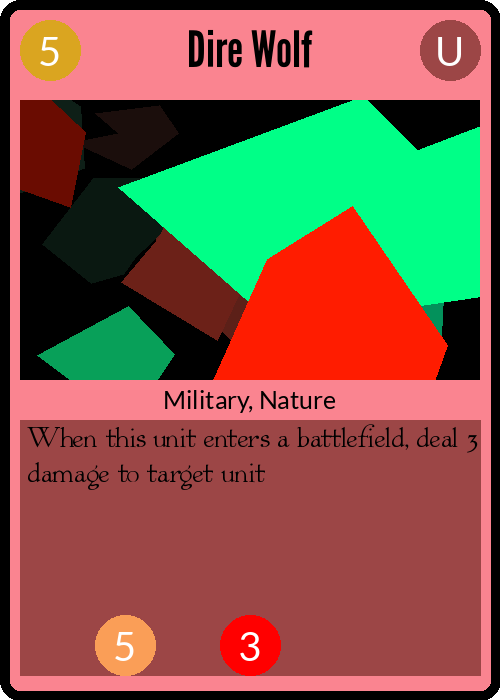 5
Dire Wolf
U
Military, Nature
When this unit enters a battlefield, deal 3
damage to target unit
5
3